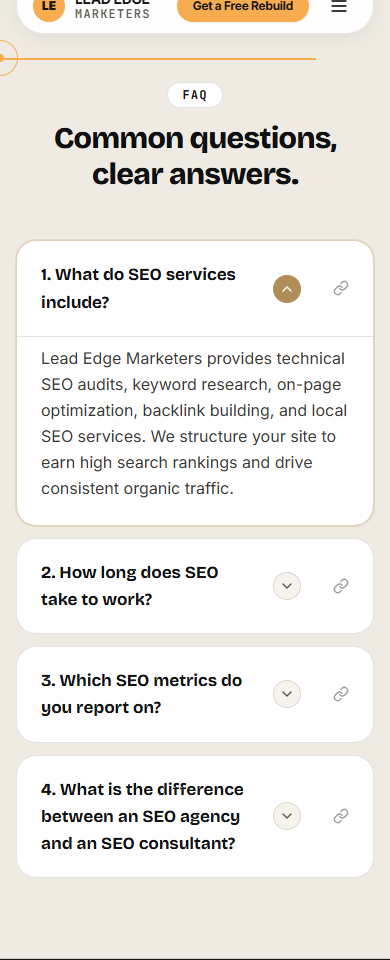 LE
LEAD EDGE
MARKETERS
Get a Free Rebuild
FAQ
Common questions,
clear answers.
1. What do SEO services
include?
Lead Edge Marketers provides technical
SEO audits, keyword research, on-page
optimization, backlink building, and local
SEO services. We structure your site to
earn high search rankings and drive
consistent organic traffic.
2. How long does SEO
take to work?
3. Which SEO metrics do
you report on?
4. What is the difference
between an SEO agency
and an SEO consultant?